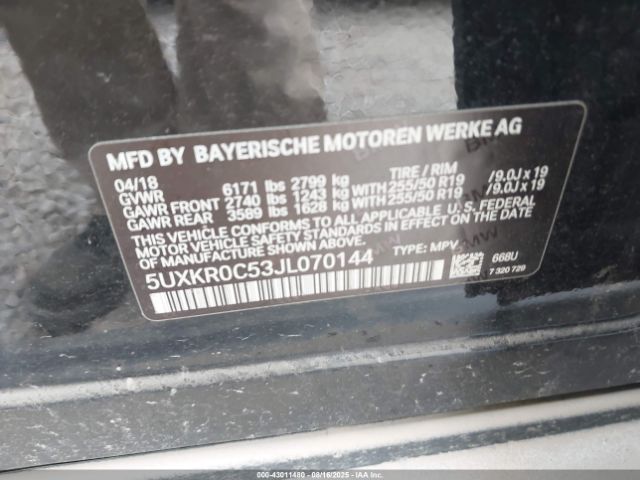 MFD BY BAYERISCHE MOTOREN WERKE AG
04/18 TIRE / RIM
GVWR 6171 lbs 2799 kg
GAWR FRONT 2740 lbs 1243 kg WITH 255/50 R19 /9.0J x 19
GAWR REAR 3589 lbs 1628 kg WITH 255/50 R19 /9.0J x 19
THIS VEHICLE CONFORMS TO ALL APPLICABLE U.S. FEDERAL
MOTOR VEHICLE SAFETY STANDARDS IN EFFECT ON THE
DATE OF MANUFACTURE SHOWN ABOVE.
5UXKR0C53JL070144 TYPE: MPV 668U
7 320 729
COPART-43011480 - 08/16/2025 - IAA Holdings, LLC